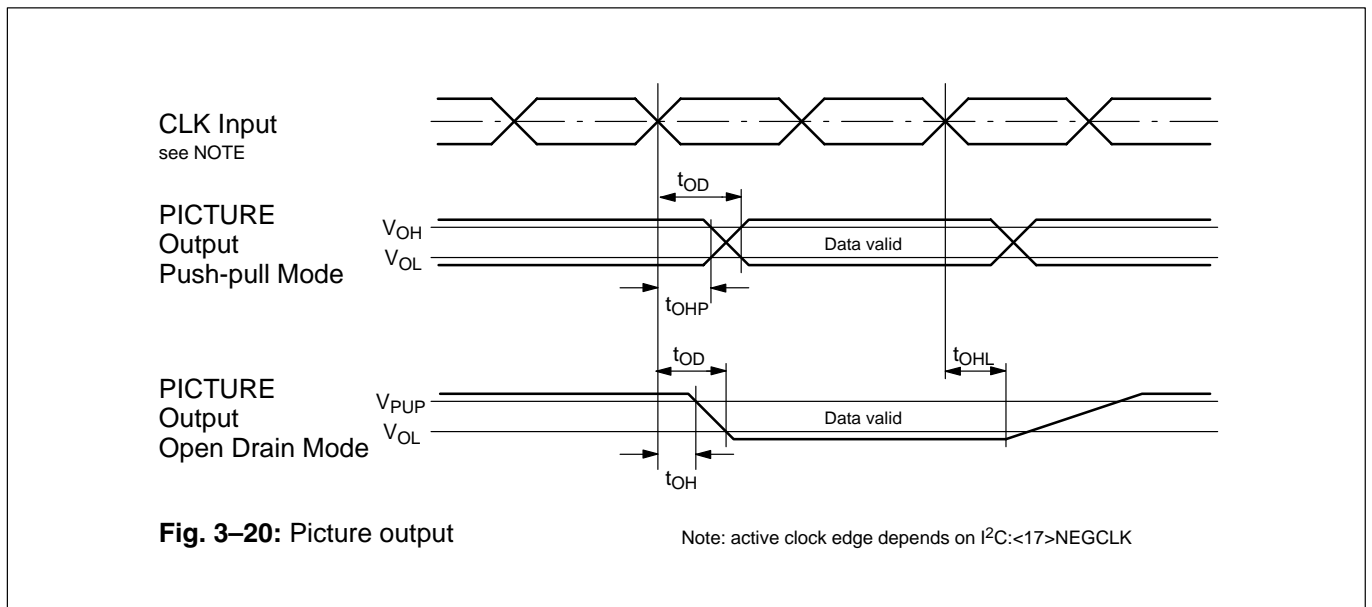 CLK Input
see NOTE
tOD
PICTURE
Output
Push-pull Mode
VOH
VOL
Data valid
tOHP
tOD
tOHL
PICTURE
Output
Open Drain Mode
VPUP
VOL
Data valid
tOH
Fig. 3–20: Picture output
Note: active clock edge depends on I2C:<17>NEGCLK